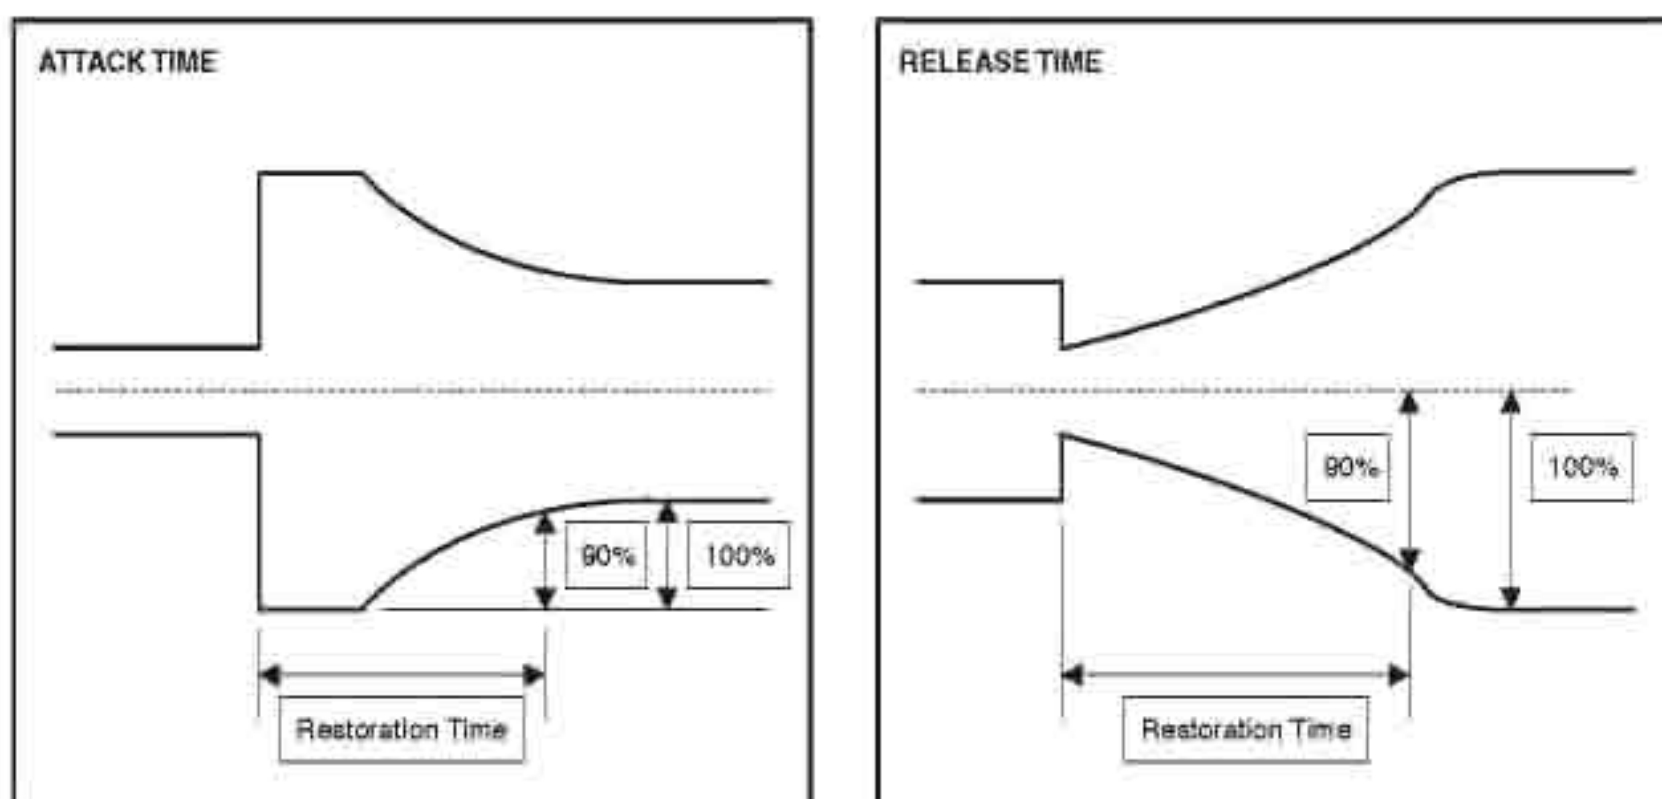 ATTACK TIME
90%
100%
Restoration Time
RELEASE TIME
90%
100%
Restoration Time